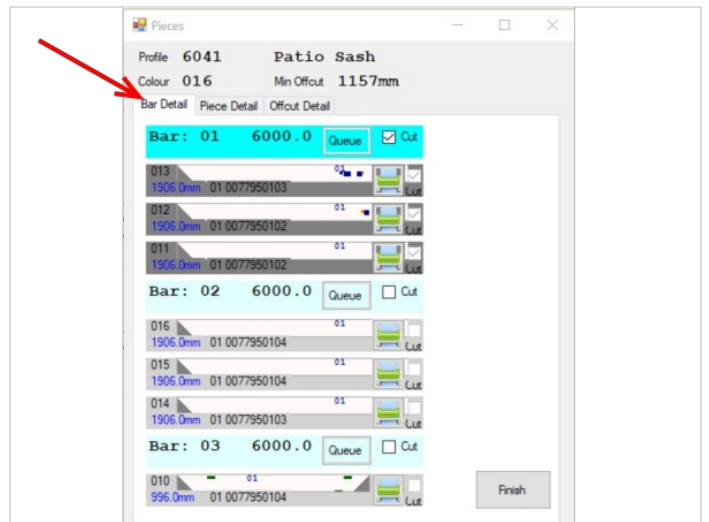 Pieces
Profile 6041 Patio Sash
Colour 016 Min Offcut 1157mm
Bar Detail Piece Detail Offcut Detail
Bar: 01 6000.0 Queue Cut
013 01
1906.0mm 01 0077950103 Cut
012 01
1906.0mm 01 0077950102 Cut
011 01
1906.0mm 01 0077950102 Cut
Bar: 02 6000.0 Queue Cut
016 01
1906.0mm 01 0077950104 Cut
015 01
1906.0mm 01 0077950104 Cut
014 01
1906.0mm 01 0077950103 Cut
Bar: 03 6000.0 Queue Cut
010 01
996.0mm 01 0077950104 Cut
Finish